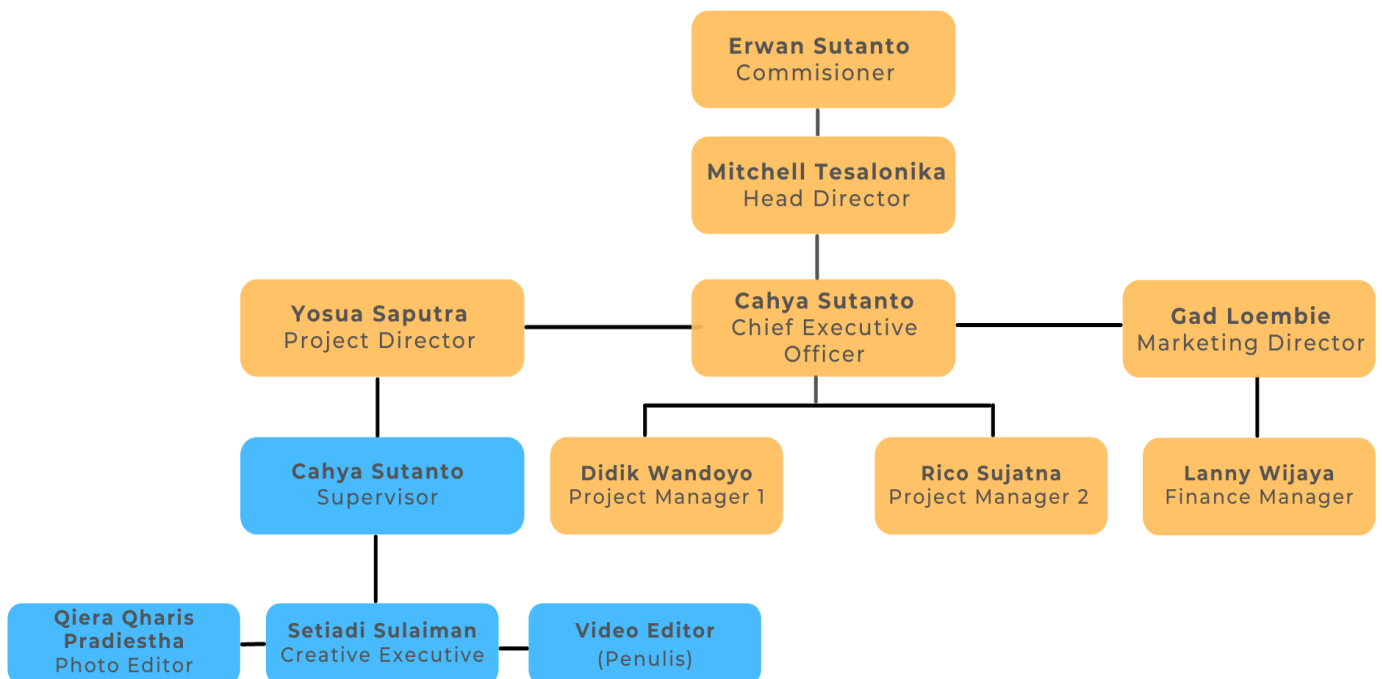 Erwan Sutanto
Commisioner
Mitchell Tesalonika
Head Director
Yosua Saputra
Project Director
Cahya Sutanto
Chief Executive
Officer
Gad Loembie
Marketing Director
Cahya Sutanto
Supervisor
Didik Wandoyo
Project Manager 1
Rico Sujatna
Project Manager 2
Lanny Wijaya
Finance Manager
Qiera Qharis
Pradiestha
Photo Editor
Setiadi Sulaiman
Creative Executive
Video Editor
(Penulis)